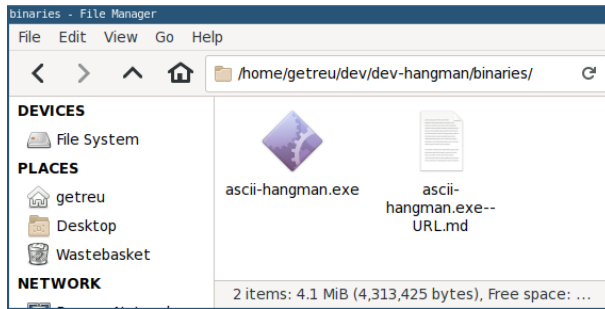 binaries - File Manager
File Edit View Go Help
/home/getreu/dev/dev-hangman/binaries/
DEVICES
File System
PLACES
getreu
Desktop
Wastebasket
NETWORK
ascii-hangman.exe
ascii-
hangman.exe--
URL.md
2 items: 4.1 MiB (4,313,425 bytes), Free space: ...